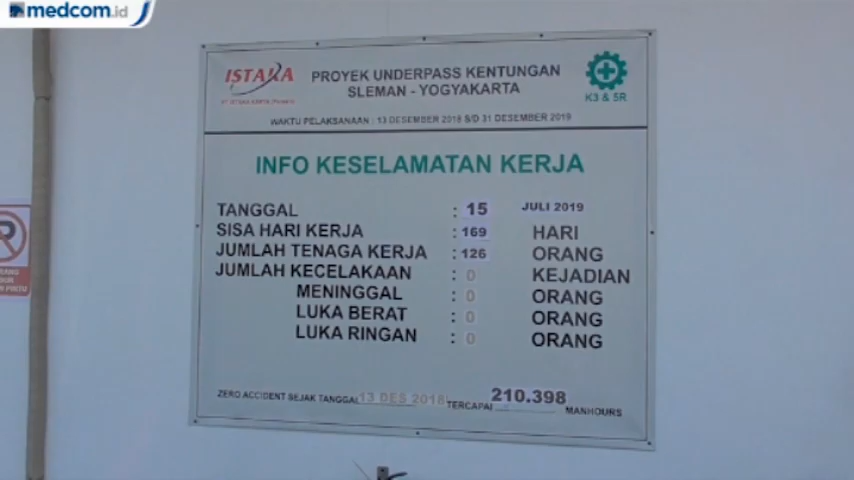 medcom.id
ISTAKA
PROYEK UNDERPASS KENTUNGAN
SLEMAN - YOGYAKARTA
K3 & 5R
WAKTU PELAKSANAAN : 13 DESEMBER 2018 S/D 31 DESEMBER 2019
INFO KESELAMATAN KERJA
TANGGAL : 15 JULI 2019
SISA HARI KERJA : 169 HARI
JUMLAH TENAGA KERJA : 126 ORANG
JUMLAH KECELAKAAN : 0 KEJADIAN
MENINGGAL : 0 ORANG
LUKA BERAT : 0 ORANG
LUKA RINGAN : 0 ORANG
ZERO ACCIDENT SEJAK TANGGAL 13 DES 2018 TERCAPAI 210.398 MANHOURS